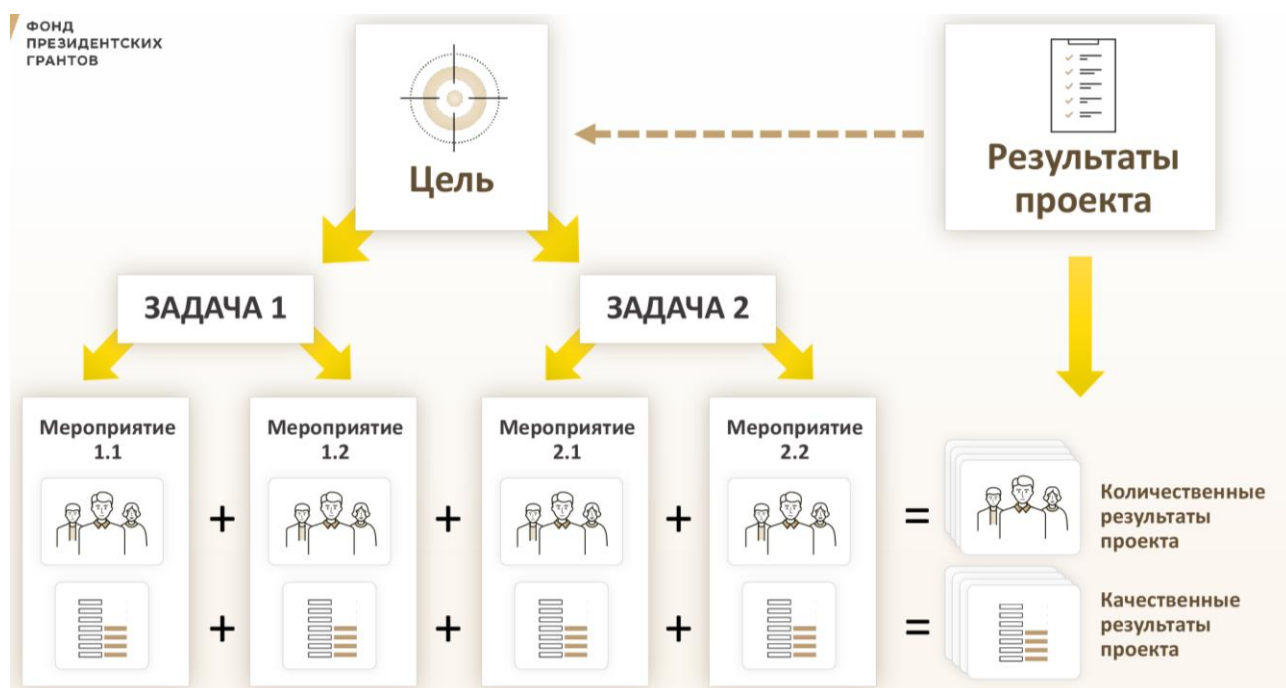 ФОНД
ПРЕЗИДЕНТСКИХ
ГРАНТОВ
Цель
Результаты
проекта
ЗАДАЧА 1
ЗАДАЧА 2
Мероприятие
1.1
Мероприятие
1.2
Мероприятие
2.1
Мероприятие
2.2
+ + + =
Количественные
результаты
проекта
+ + + =
Качественные
результаты
проекта